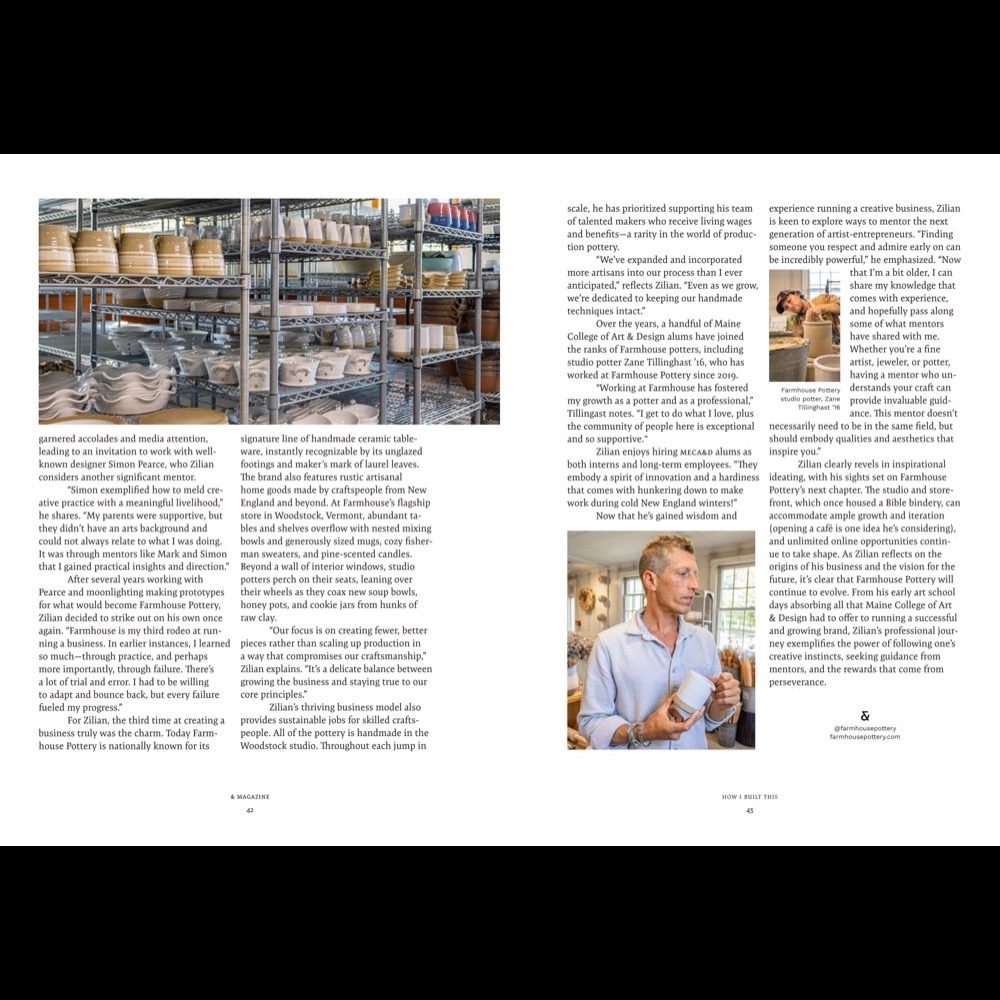 garnered accolades and media attention,
leading to an invitation to work with well-
known designer Simon Pearce, who Zilian
considers another significant mentor.
“Simon exemplified how to meld cre-
ative practice with a meaningful livelihood,”
he shares. “My parents were supportive, but
they didn’t have an arts background and
could not always relate to what I was doing.
It was through mentors like Mark and Simon
that I gained practical insights and direction.”
After several years working with
Pearce and moonlighting making prototypes
for what would become Farmhouse Pottery,
Zilian decided to strike out on his own once
again. “Farmhouse is my third rodeo at run-
ning a business. In earlier instances, I learned
so much—through practice, and perhaps
more importantly, through failure. There’s
a lot of trial and error. I had to be willing
to adapt and bounce back, but every failure
fueled my progress.”
For Zilian, the third time at creating a
business truly was the charm. Today Farm-
house Pottery is nationally known for its
signature line of handmade ceramic table-
ware, instantly recognizable by its unglazed
footings and maker’s mark of laurel leaves.
The brand also features rustic artisanal
home goods made by craftspeople from New
England and beyond. At Farmhouse’s flagship
store in Woodstock, Vermont, abundant ta-
bles and shelves overflow with nested mixing
bowls and generously sized mugs, cozy fisher-
man sweaters, and pine-scented candles.
Beyond a wall of interior windows, studio
potters perch on their seats, leaning over
their wheels as they coax new soup bowls,
honey pots, and cookie jars from hunks of
raw clay.
“Our focus is on creating fewer, better
pieces rather than scaling up production in
a way that compromises our craftsmanship,”
Zilian explains. “It’s a delicate balance between
growing the business and staying true to our
core principles.”
Zilian’s thriving business model also
provides sustainable jobs for skilled crafts-
people. All of the pottery is handmade in the
Woodstock studio. Throughout each jump in
& MAGAZINE
42
scale, he has prioritized supporting his team
of talented makers who receive living wages
and benefits—a rarity in the world of produc-
tion pottery.
“We’ve expanded and incorporated
more artisans into our process than I ever
anticipated,” reflects Zilian. “Even as we grow,
we’re dedicated to keeping our handmade
techniques intact.”
Over the years, a handful of Maine
College of Art & Design alums have joined
the ranks of Farmhouse potters, including
studio potter Zane Tillinghast ’16, who has
worked at Farmhouse Pottery since 2019.
“Working at Farmhouse has fostered
my growth as a potter and as a professional,”
Tillingast notes. “I get to do what I love, plus
the community of people here is exceptional
and so supportive.”
Zilian enjoys hiring MECA&D alums as
both interns and long-term employees. “They
embody a spirit of innovation and a hardiness
that comes with hunkering down to make
work during cold New England winters!”
Now that he’s gained wisdom and
experience running a creative business, Zilian
is keen to explore ways to mentor the next
generation of artist-entrepreneurs. “Finding
someone you respect and admire early on can
be incredibly powerful,” he emphasized. “Now
that I’m a bit older, I can
share my knowledge that
comes with experience,
and hopefully pass along
some of what mentors
have shared with me.
Whether you’re a fine
artist, jeweler, or potter,
having a mentor who un-
derstands your craft can
provide invaluable guid-
ance. This mentor doesn’t
necessarily need to be in the same field, but
should embody qualities and aesthetics that
inspire you.”
Farmhouse Pottery
studio potter, Zane
Tillinghast ’16
Zilian clearly revels in inspirational
ideating, with his sights set on Farmhouse
Pottery’s next chapter. The studio and store-
front, which once housed a Bible bindery, can
accommodate ample growth and iteration
(opening a café is one idea he’s considering),
and unlimited online opportunities contin-
ue to take shape. As Zilian reflects on the
origins of his business and the vision for the
future, it’s clear that Farmhouse Pottery will
continue to evolve. From his early art school
days absorbing all that Maine College of Art
& Design had to offer to running a successful
and growing brand, Zilian’s professional jour-
ney exemplifies the power of following one’s
creative instincts, seeking guidance from
mentors, and the rewards that come from
perseverance.
&
@farmhousepottery
farmhousepottery.com
HOW I BUILT THIS
43